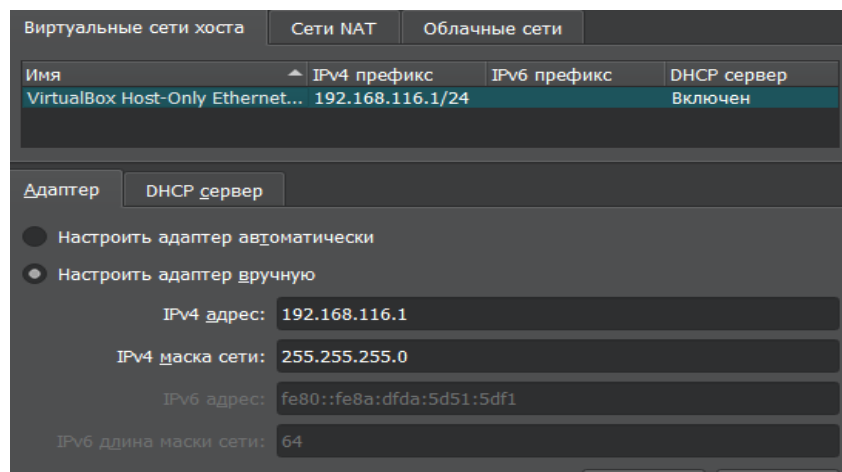 Виртуальные сети хоста Сети NAT Облачные сети
Имя IPv4 префикс IPv6 префикс DHCP сервер
VirtualBox Host-Only Ethernet... 192.168.116.1/24 Включен
Адаптер DHCP сервер
Настроить адаптер автоматически
Настроить адаптер вручную
IPv4 адрес: 192.168.116.1
IPv4 маска сети: 255.255.255.0
IPv6 адрес: fe80::fe8a:dfda:5d51:5df1
IPv6 длина маски сети: 64